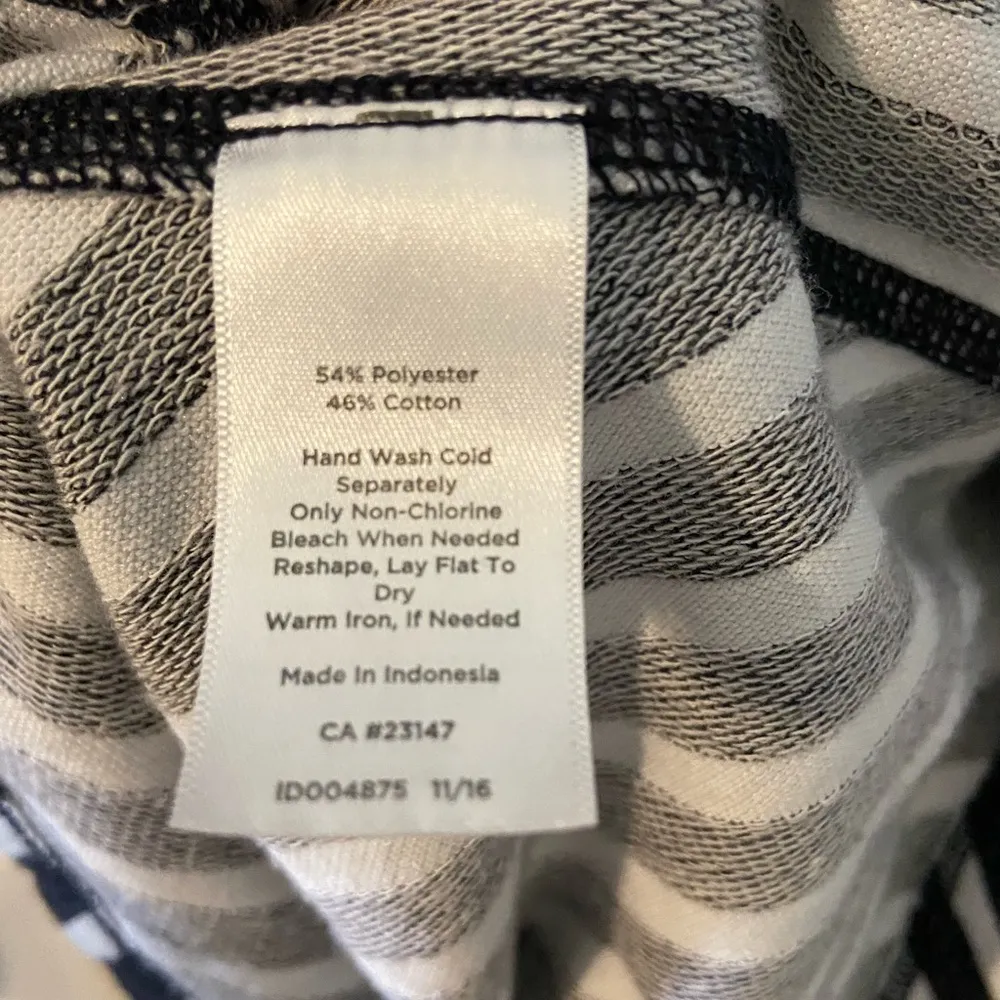 54% Polyester
46% Cotton
Hand Wash Cold
Separately
Only Non-Chlorine
Bleach When Needed
Reshape, Lay Flat To
Dry
Warm Iron, If Needed
Made In Indonesia
CA #23147
ID004875 11/16